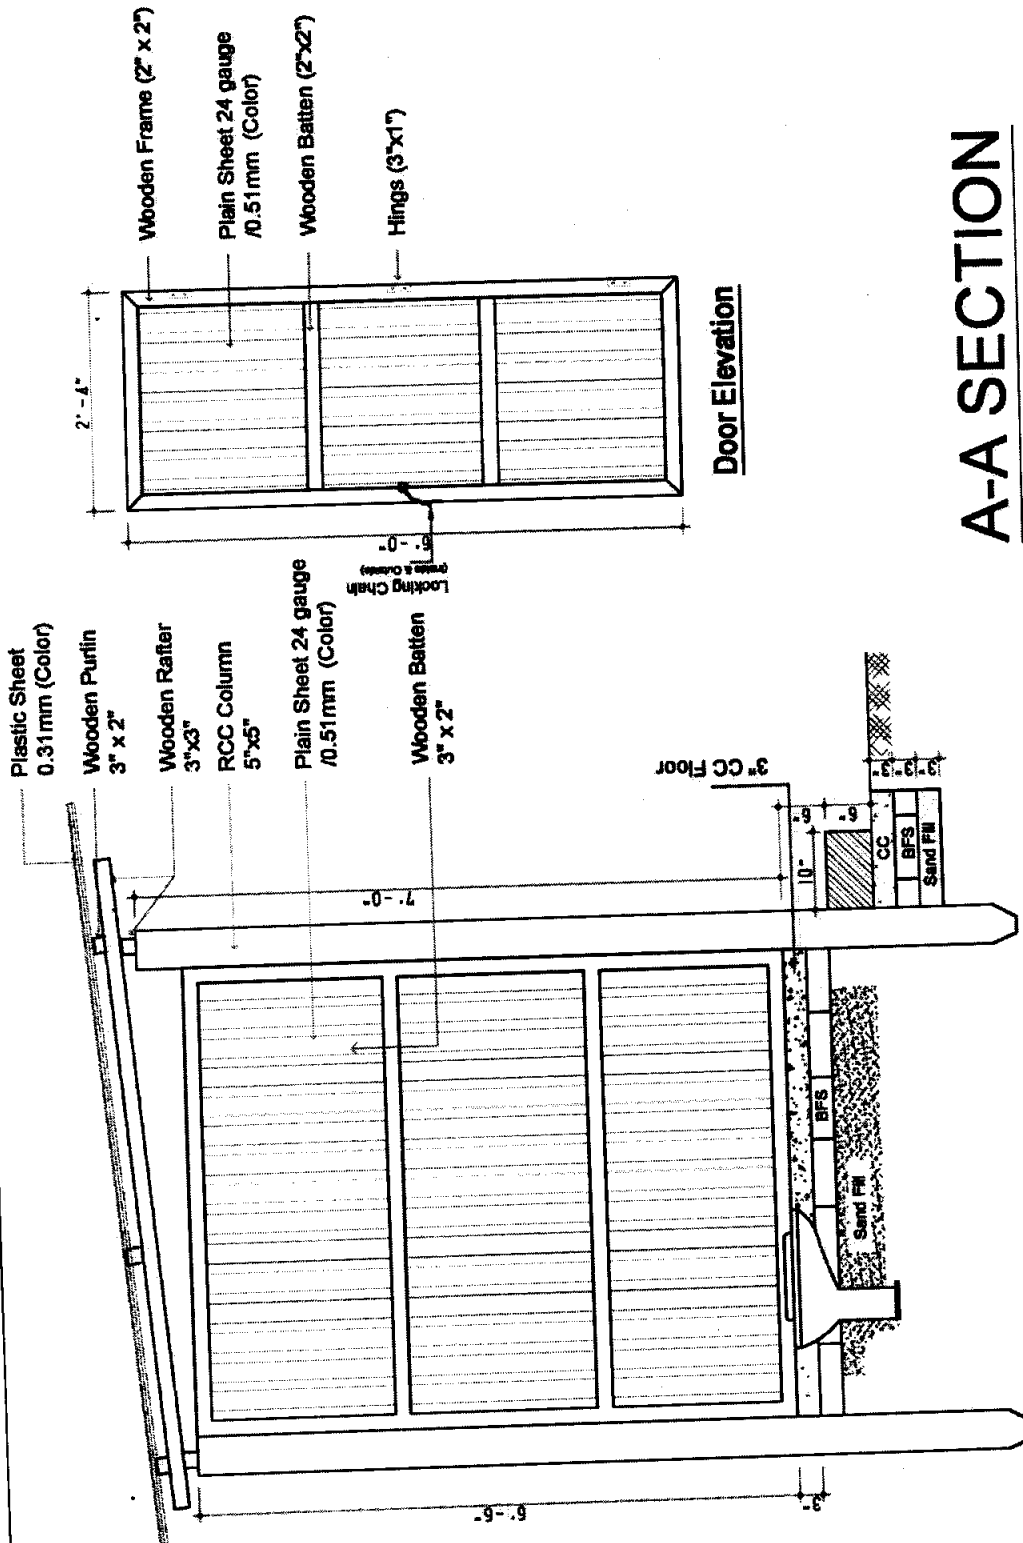 Plastic Sheet
0.31mm (Color)
Wooden Purlin
3" x 2"
Wooden Rafter
3"x3"
RCC Column
5"x5"
Plain Sheet 24 gauge
/0.51mm (Color)
Wooden Batten
3" x 2"
3" CC Floor
7'-0"
6'-6"
3"
6"
6"
10"
3"
3"
3"
CC
BFS
Sand Fill
BFS
Sand Fill
2'-4"
6'-0"
Locking Chain
(Inside & Outside)
Wooden Frame (2" x 2")
Plain Sheet 24 gauge
/0.51mm (Color)
Wooden Batten (2"x2")
Hings (3"x1")
Door Elevation
A-A SECTION